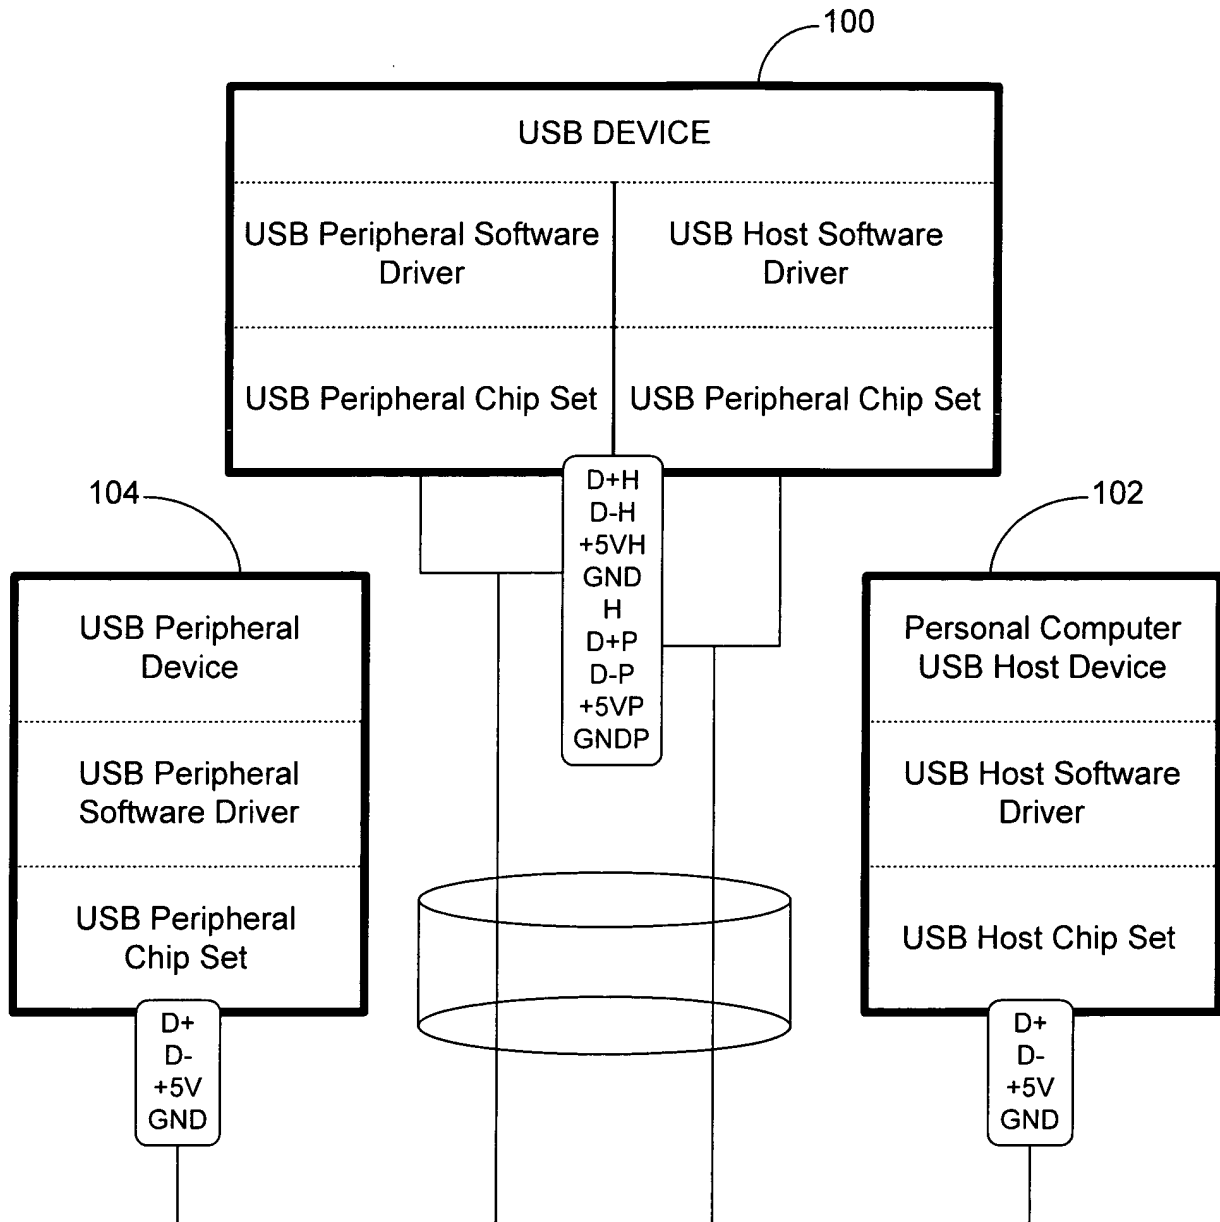 100
USB DEVICE
USB Peripheral Software
Driver
USB Host Software
Driver
USB Peripheral Chip Set
USB Peripheral Chip Set
D+H
D-H
+5VH
GND
H
D+P
D-P
+5VP
GNDP
104
USB Peripheral
Device
USB Peripheral
Software Driver
USB Peripheral
Chip Set
D+
D-
+5V
GND
102
Personal Computer
USB Host Device
USB Host Software
Driver
USB Host Chip Set
D+
D-
+5V
GND